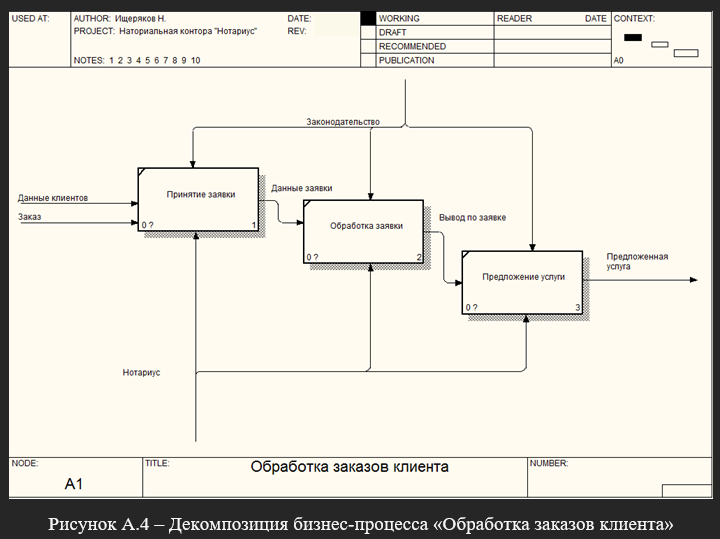 USED AT:
AUTHOR: Ищеряков Н.
DATE:
PROJECT: Наториальная контора "Нотариус"
REV:
NOTES: 1 2 3 4 5 6 7 8 9 10
WORKING
DRAFT
RECOMMENDED
PUBLICATION
READER
DATE
CONTEXT:
A0
Законодательство
Данные клиентов
Заказ
Принятие заявки
0 ?
1
Данные заявки
Обработка заявки
0 ?
2
Вывод по заявке
Предложение услуги
0 ?
3
Предложенная
услуга
Нотариус
NODE:
A1
TITLE:
Обработка заказов клиента
NUMBER:
Рисунок А.4 – Декомпозиция бизнес-процесса «Обработка заказов клиента»